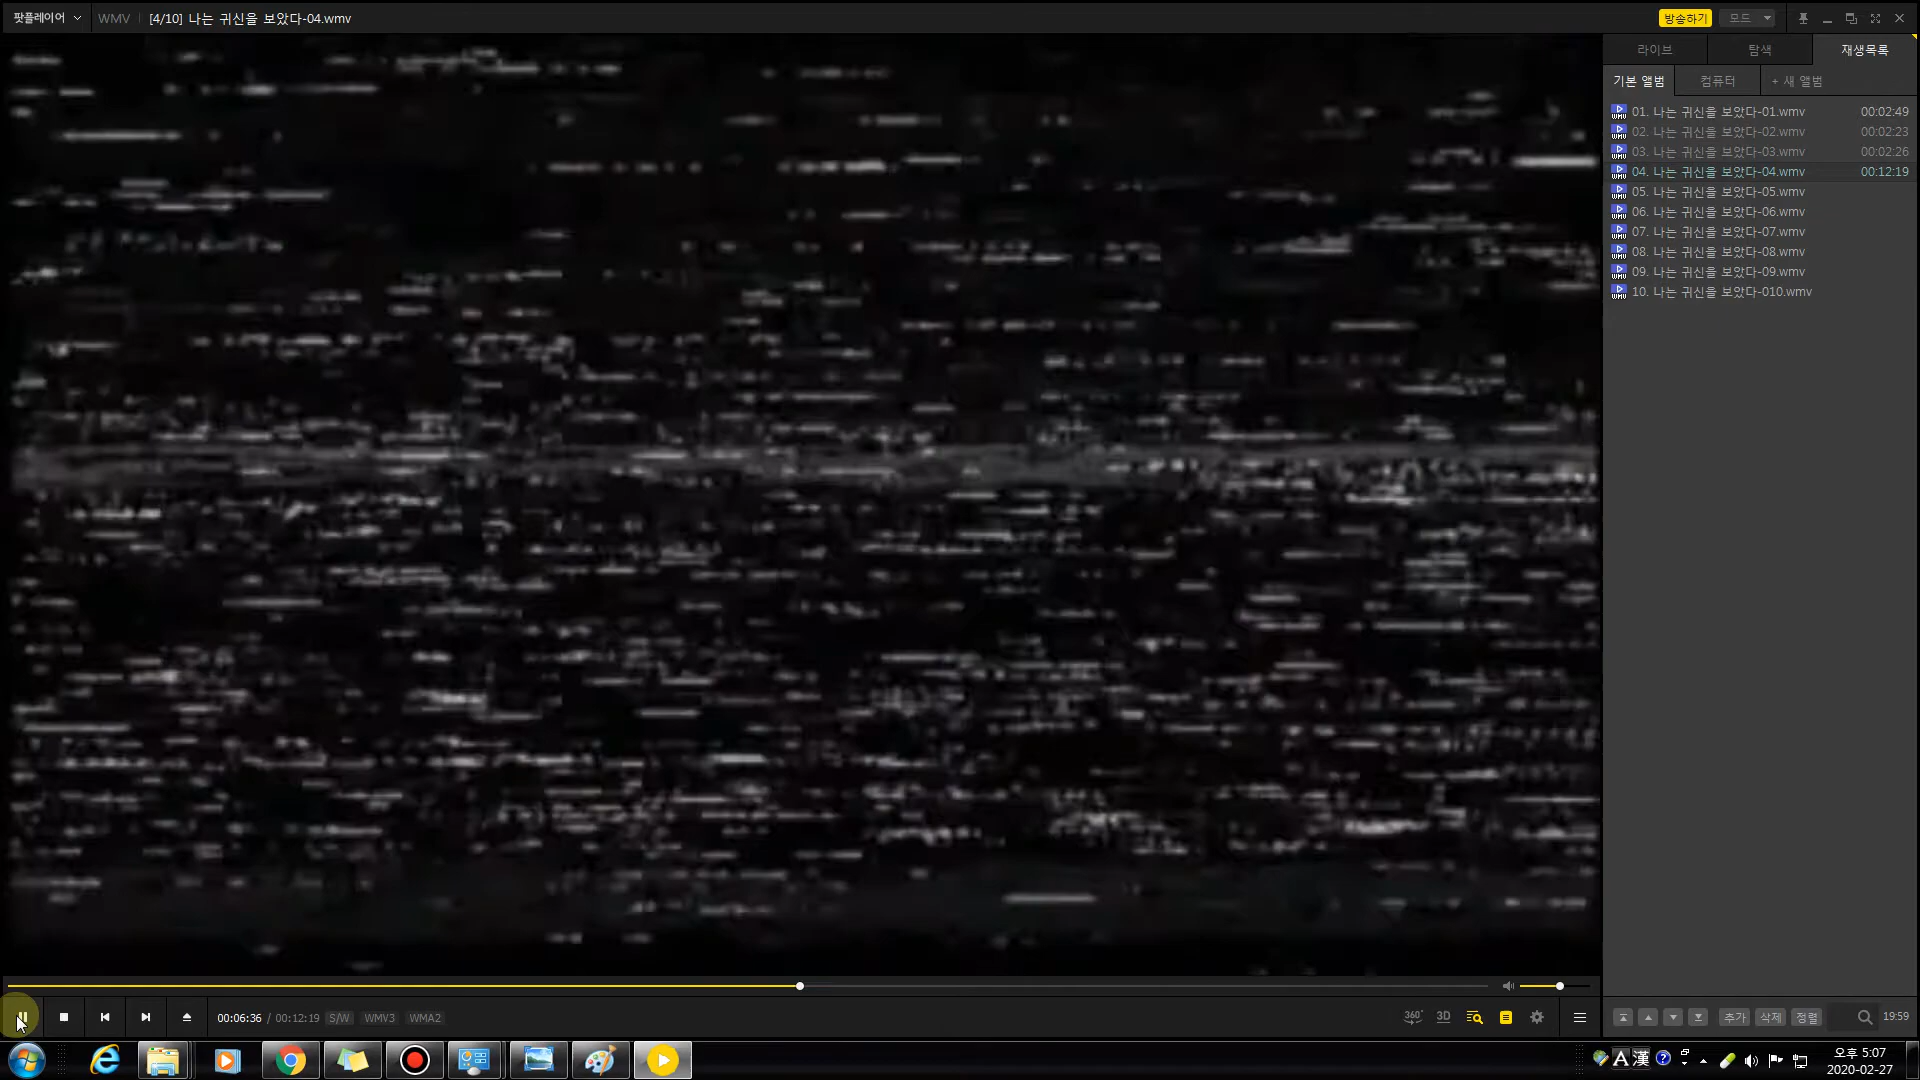 팟플레이어 WMV [4/10] 나는 귀신을 보았다-04.wmv 방송하기 모드
라이브 탐색 재생목록
기본 앨범 컴퓨터 + 새 앨범
01. 나는 귀신을 보았다-01.wmv 00:02:49
02. 나는 귀신을 보았다-02.wmv 00:02:23
03. 나는 귀신을 보았다-03.wmv 00:02:26
04. 나는 귀신을 보았다-04.wmv 00:12:19
05. 나는 귀신을 보았다-05.wmv
06. 나는 귀신을 보았다-06.wmv
07. 나는 귀신을 보았다-07.wmv
08. 나는 귀신을 보았다-08.wmv
09. 나는 귀신을 보았다-09.wmv
10. 나는 귀신을 보았다-010.wmv
00:06:36 / 00:12:19 S/W WMV3 WMA2 360° 3D 추가 삭제 정렬 19:59
A 漢 오후 5:07
2020-02-27